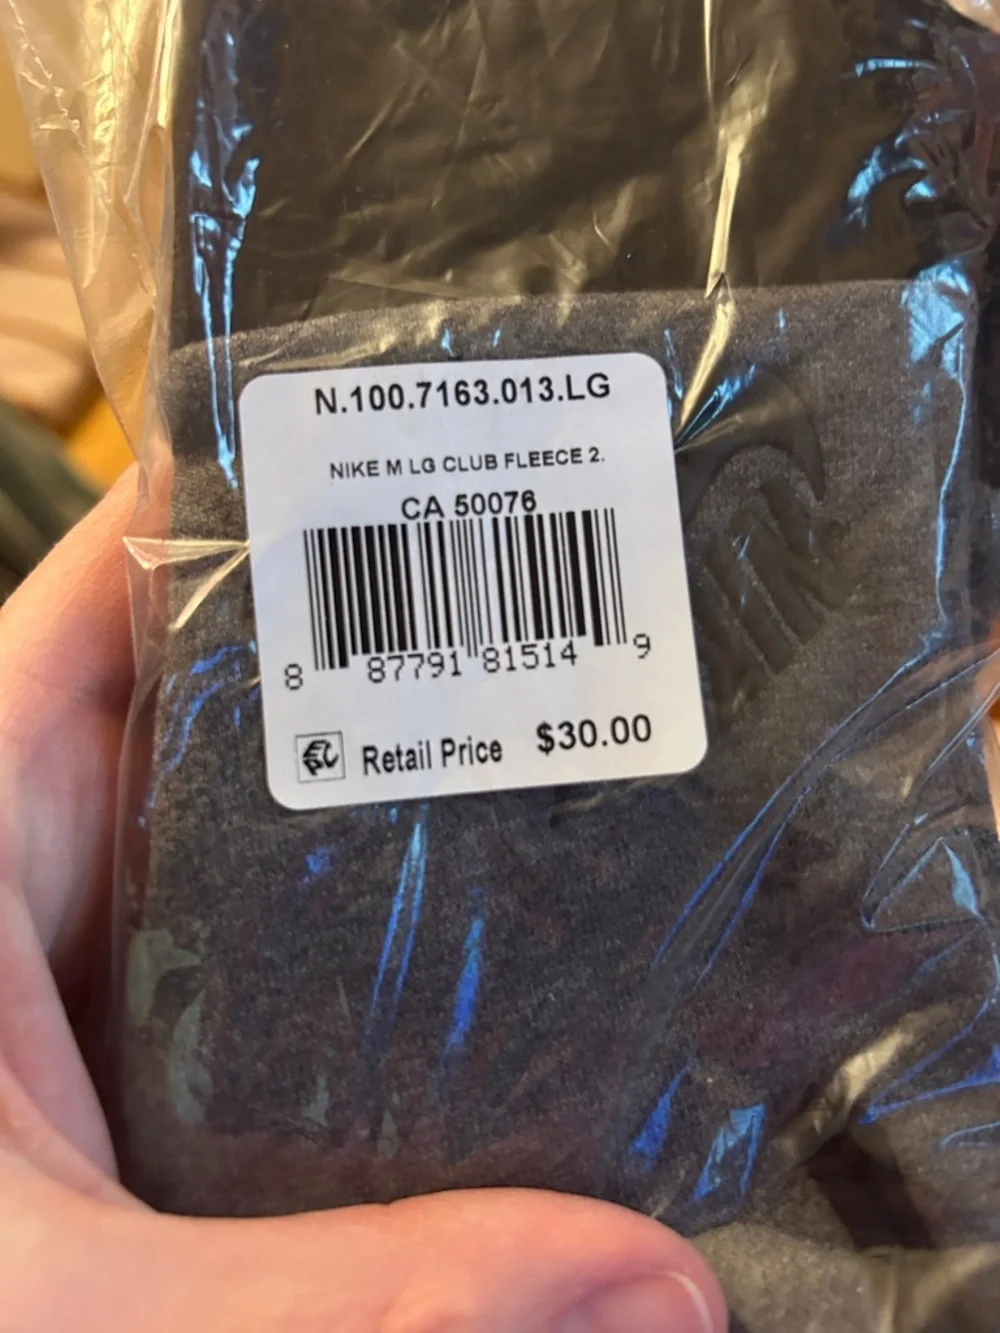 N.100.7163.013.LG
NIKE M LG CLUB FLEECE 2.
CA 50076
8 87791 81514 9
Retail Price $30.00